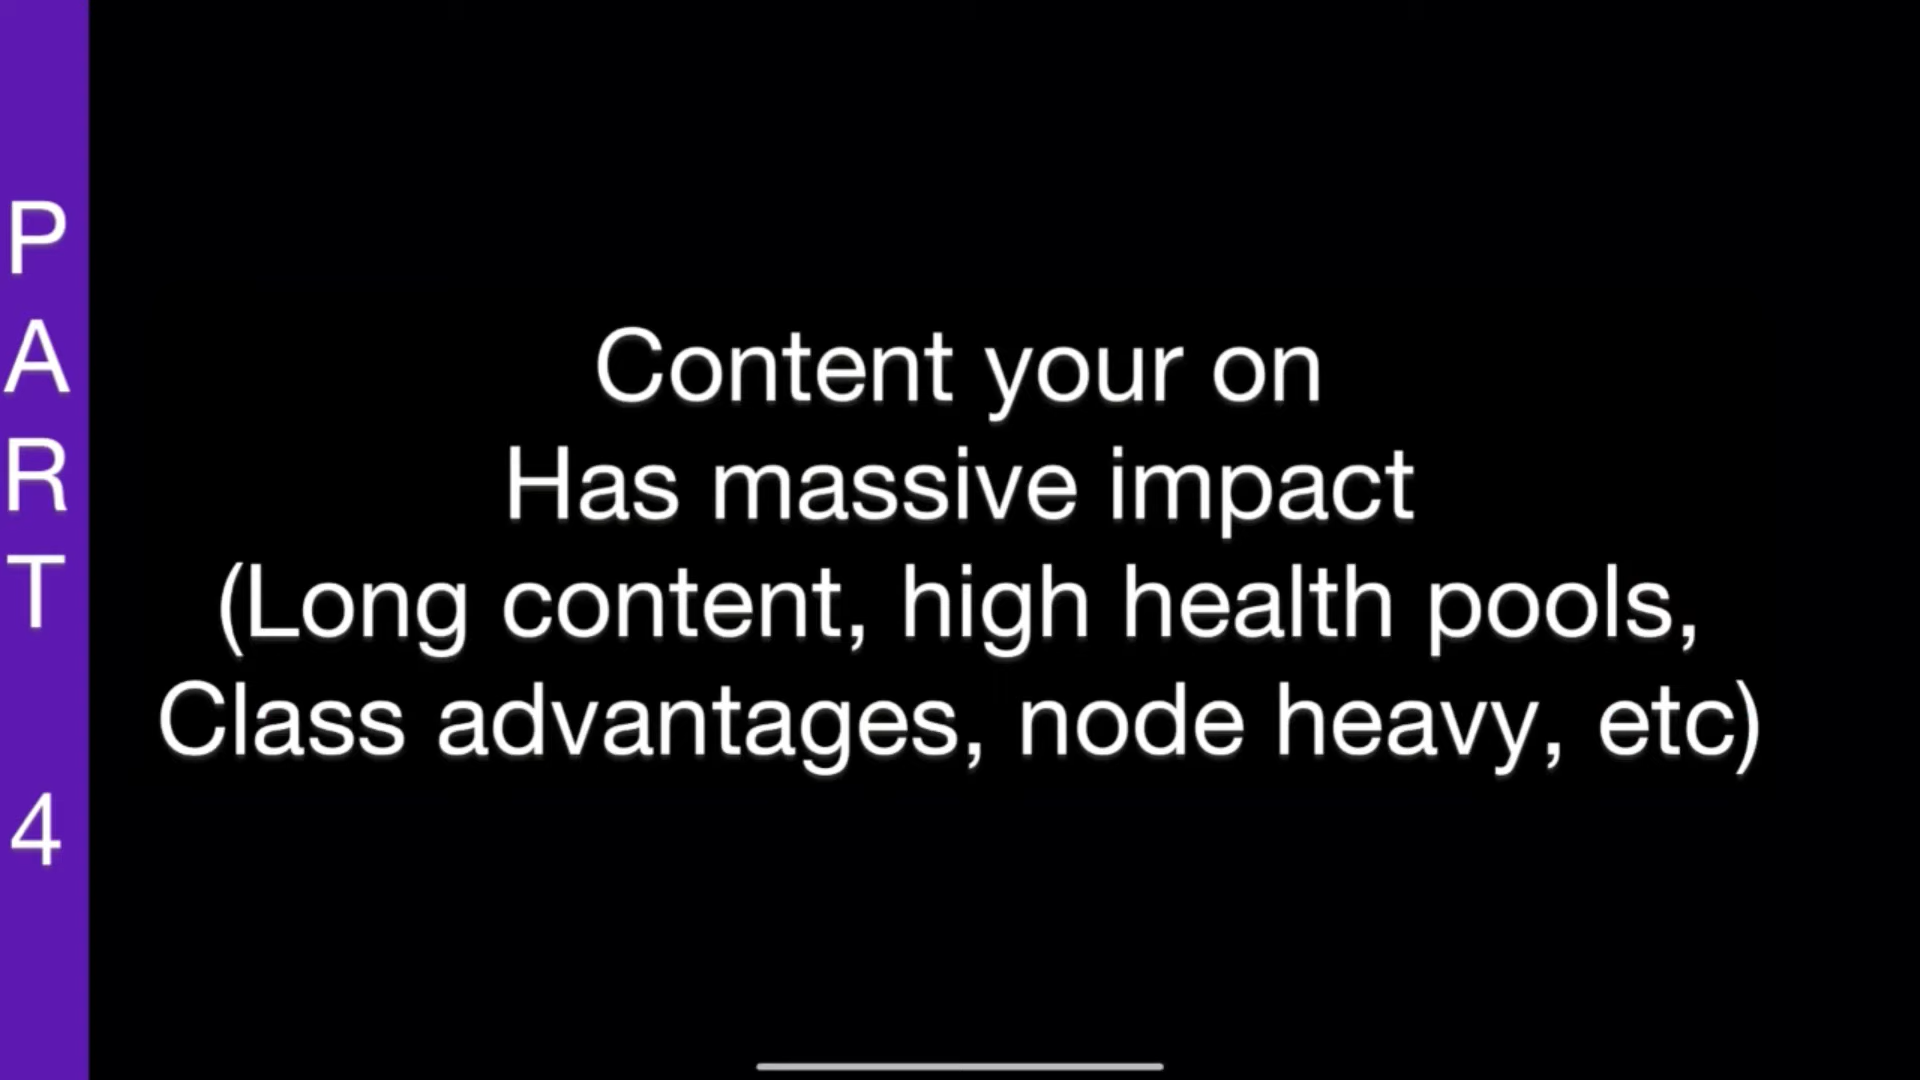 PART 4
Content your on
Has massive impact
(Long content, high health pools,
Class advantages, node heavy, etc)